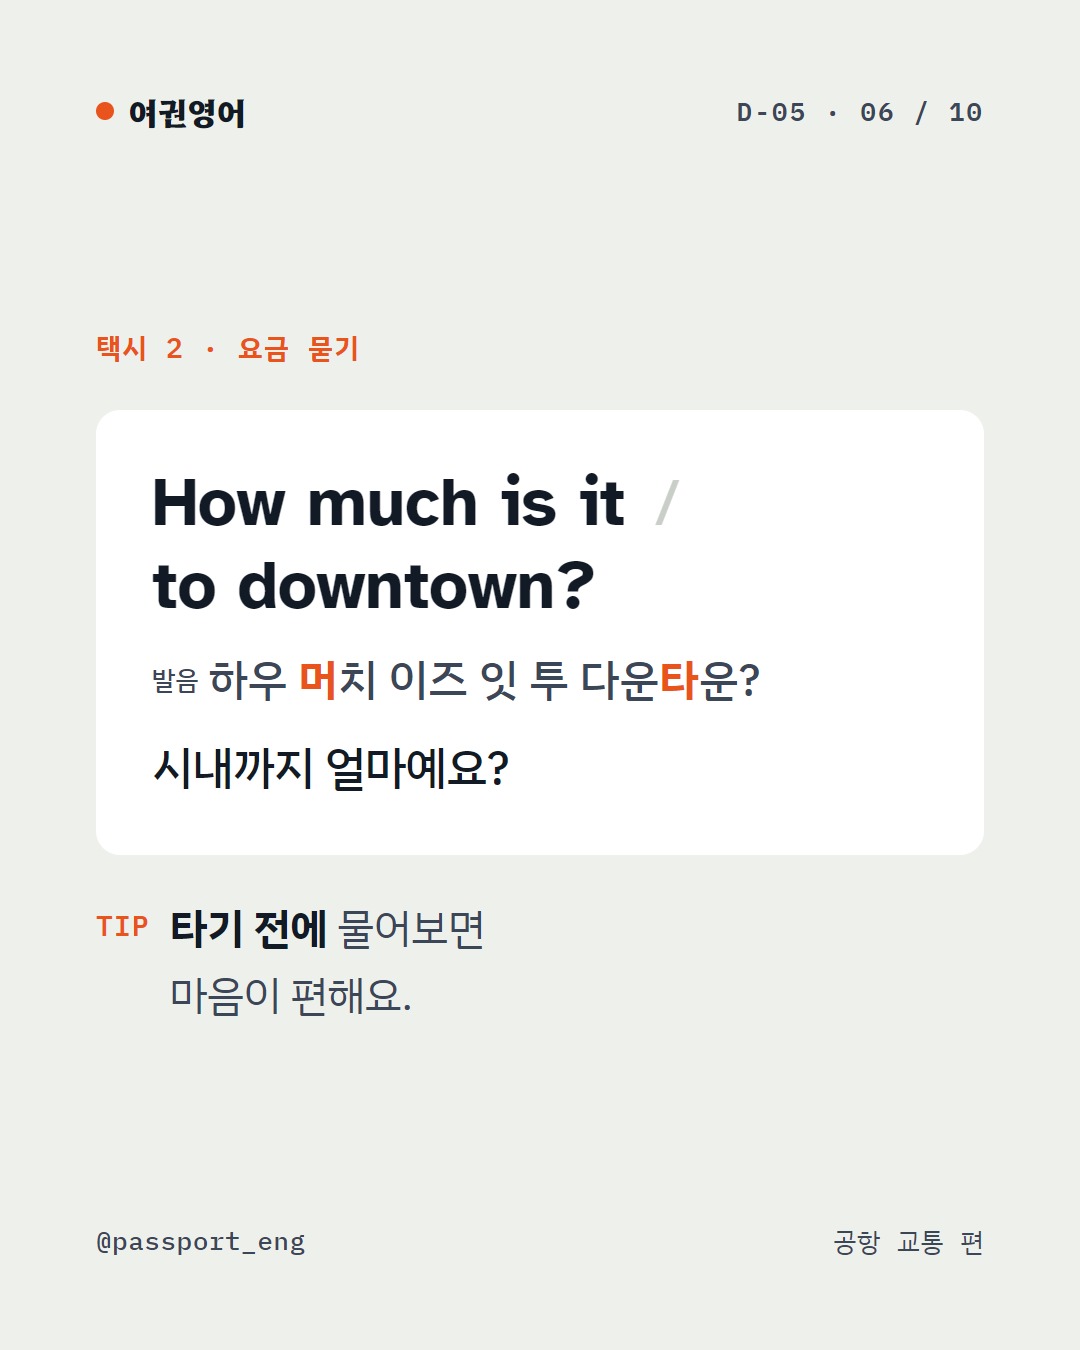 여권영어
D-05 · 06 / 10
택시 2 · 요금 묻기
How much is it /
to downtown?
발음 하우 머치 이즈 잇 투 다운타운?
시내까지 얼마예요?
TIP 타기 전에 물어보면
마음이 편해요.
@passport_eng
공항 교통 편